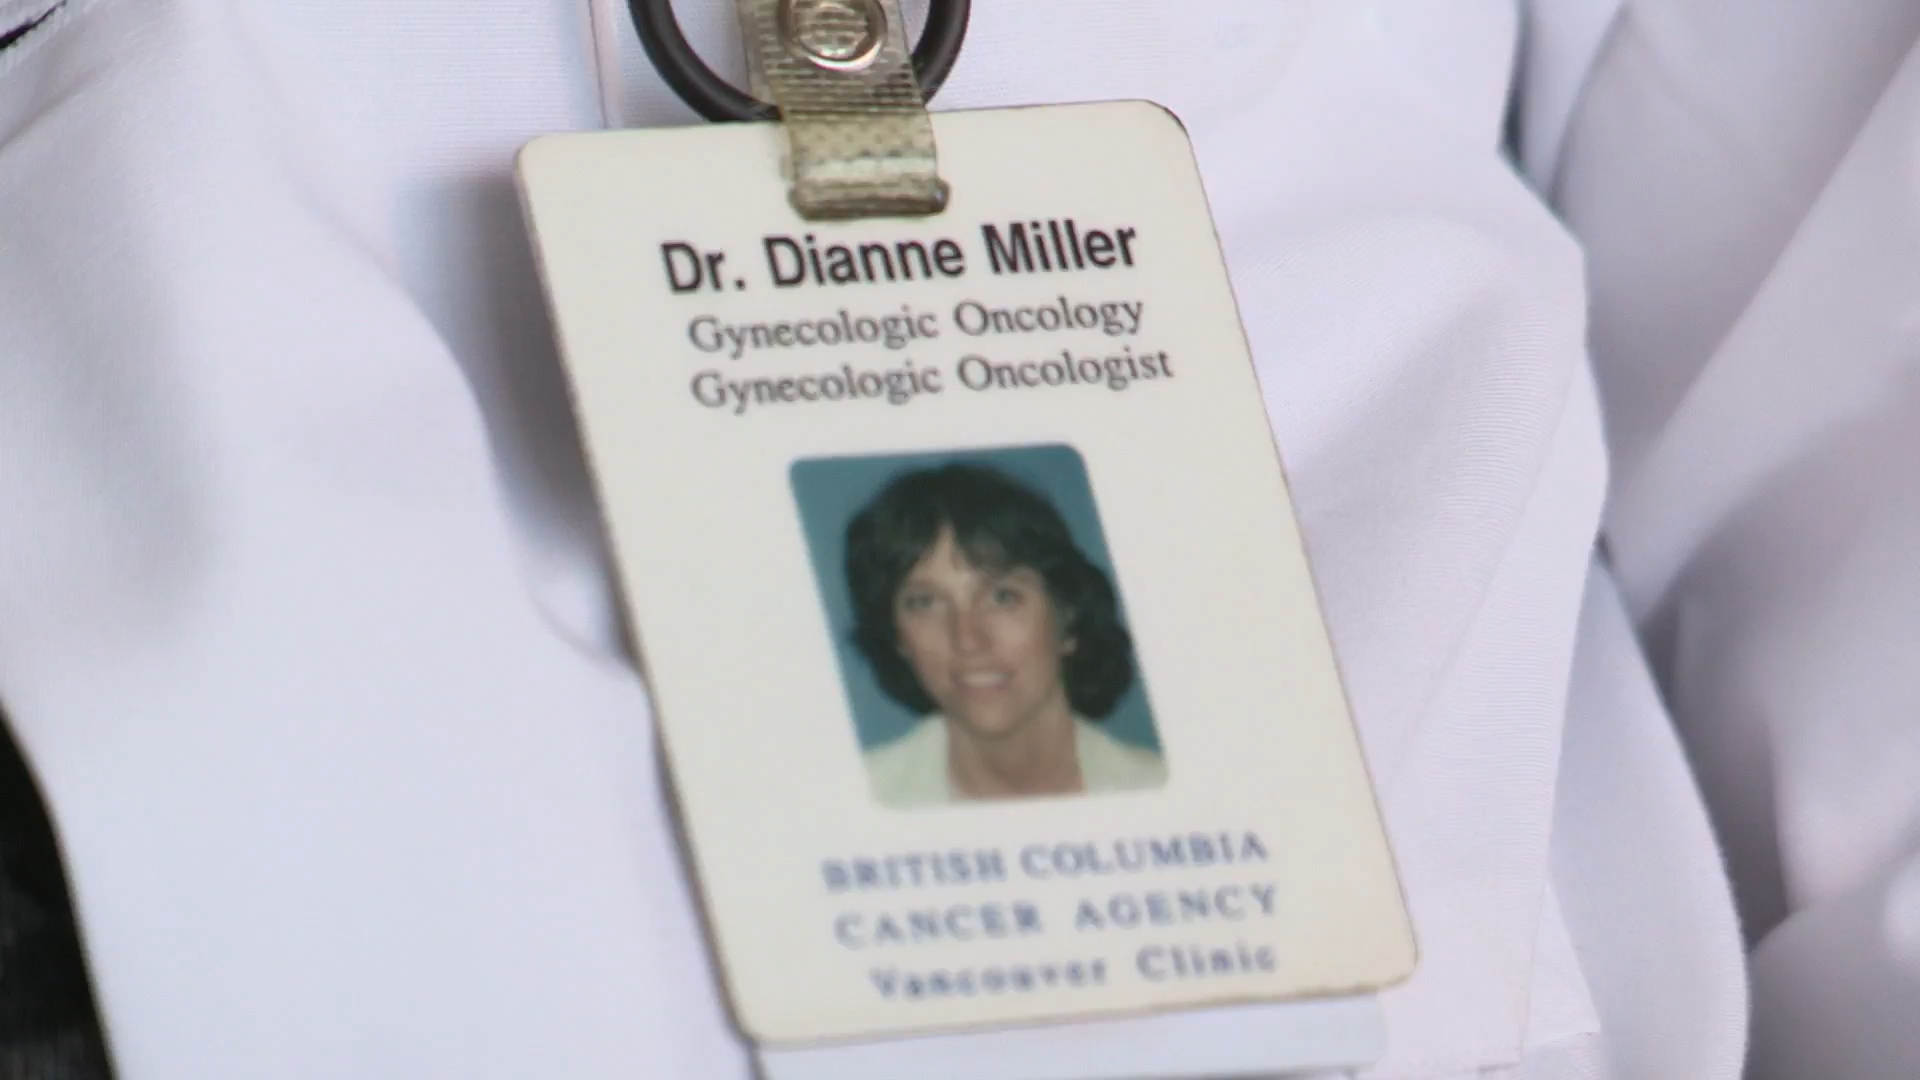 Dr. Dianne Miller
Gynecologic Oncology
Gynecologic Oncologist
BRITISH COLUMBIA
CANCER AGENCY
Vancouver Clinic